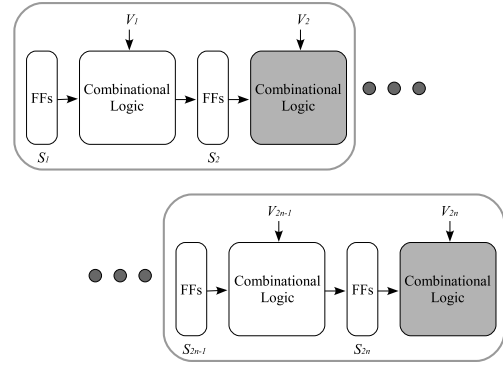 V1 V2
FFs Combinational Logic FFs Combinational Logic
S1 S2
V2n-1 V2n
FFs Combinational Logic FFs Combinational Logic
S2n-1 S2n